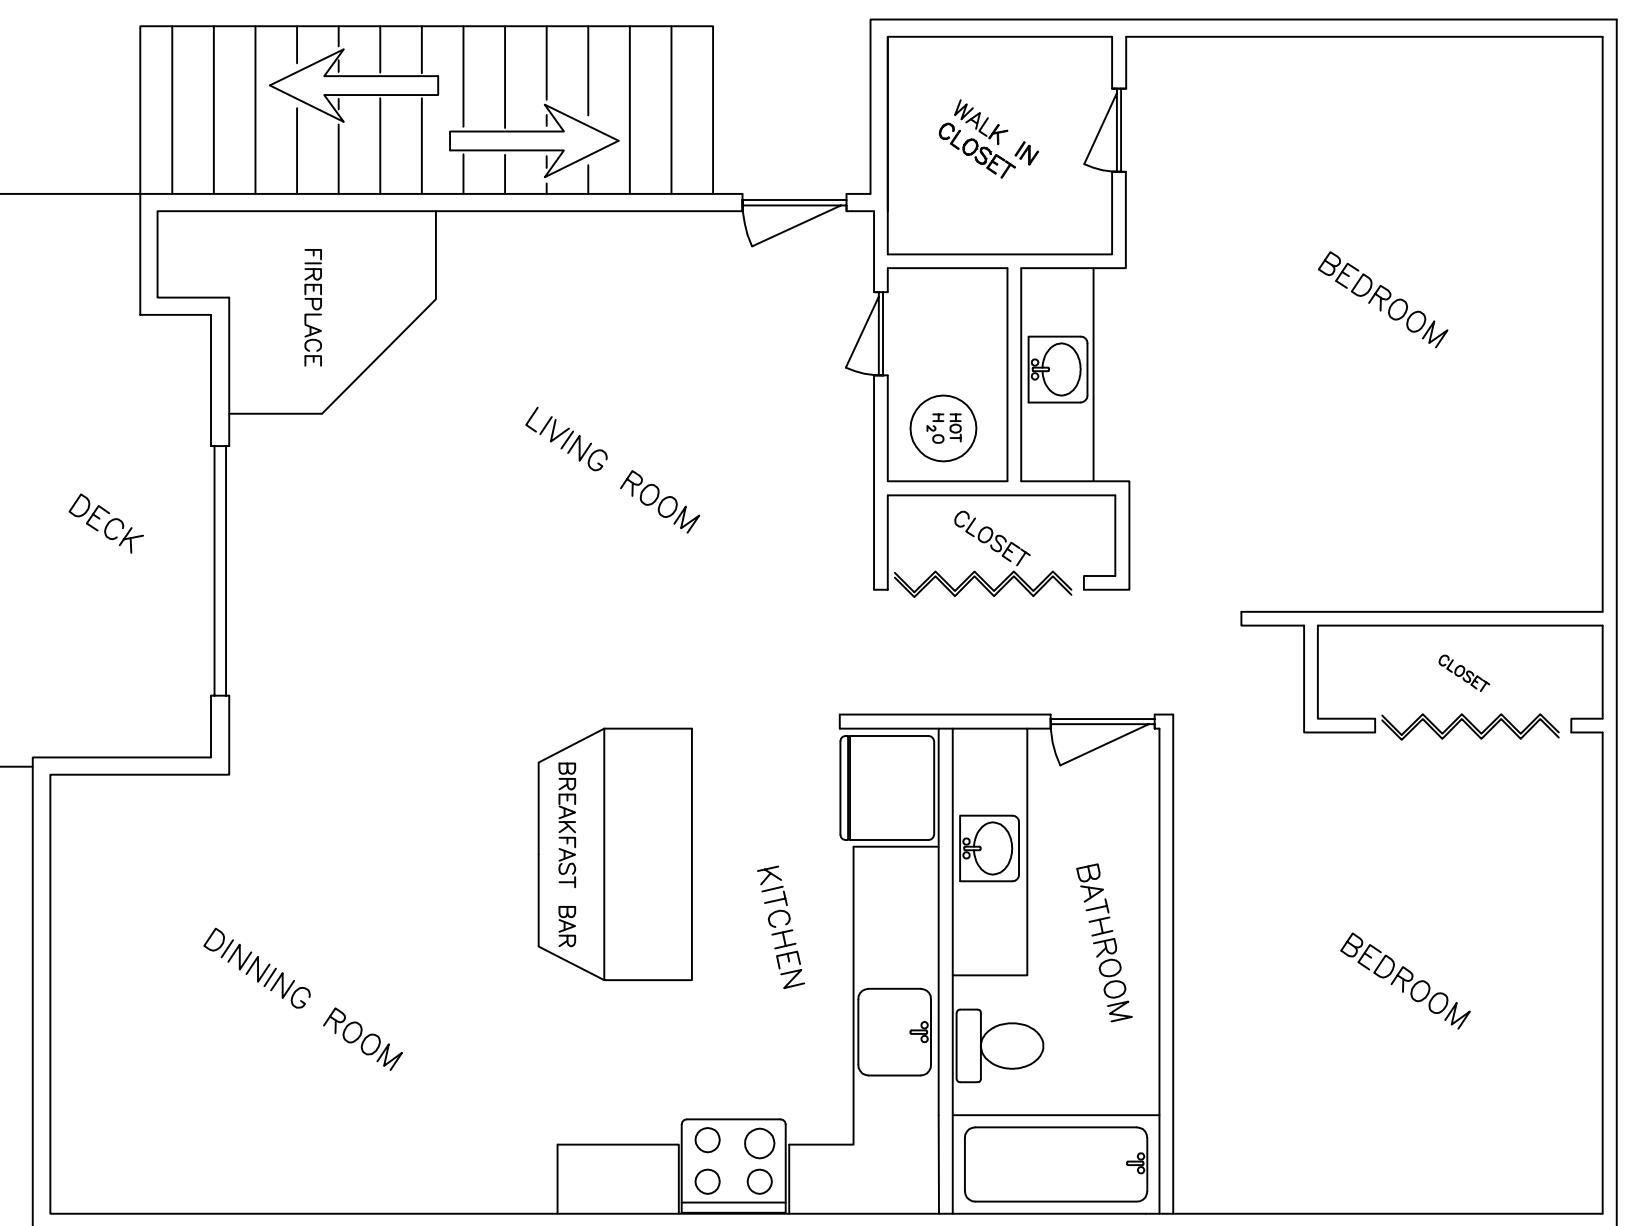 WALK IN
CLOSET
FIREPLACE
BEDROOM
LIVING ROOM
HOT
H₂O
DECK
CLOSET
CLOSET
BREAKFAST BAR
KITCHEN
BATHROOM
DINNING ROOM
BEDROOM